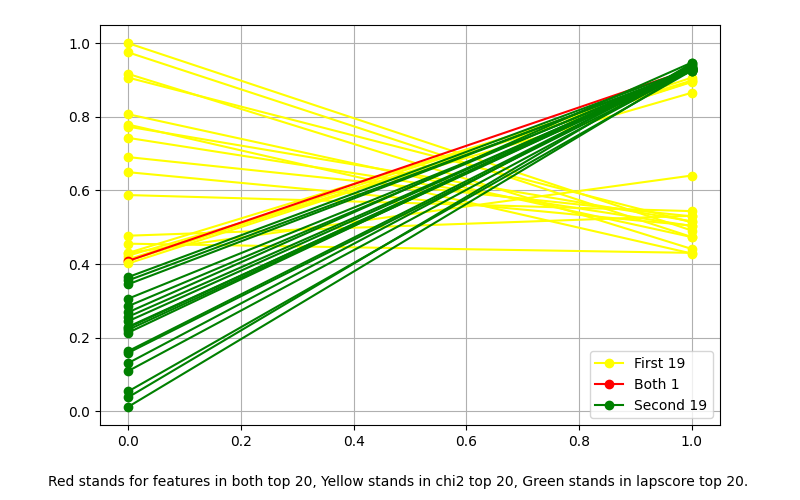 1.0
0.8
0.6
0.4
0.2
0.0
First 19
Both 1
Second 19
0.0 0.2 0.4 0.6 0.8 1.0
Red stands for features in both top 20, Yellow stands in chi2 top 20, Green stands in lapscore top 20.